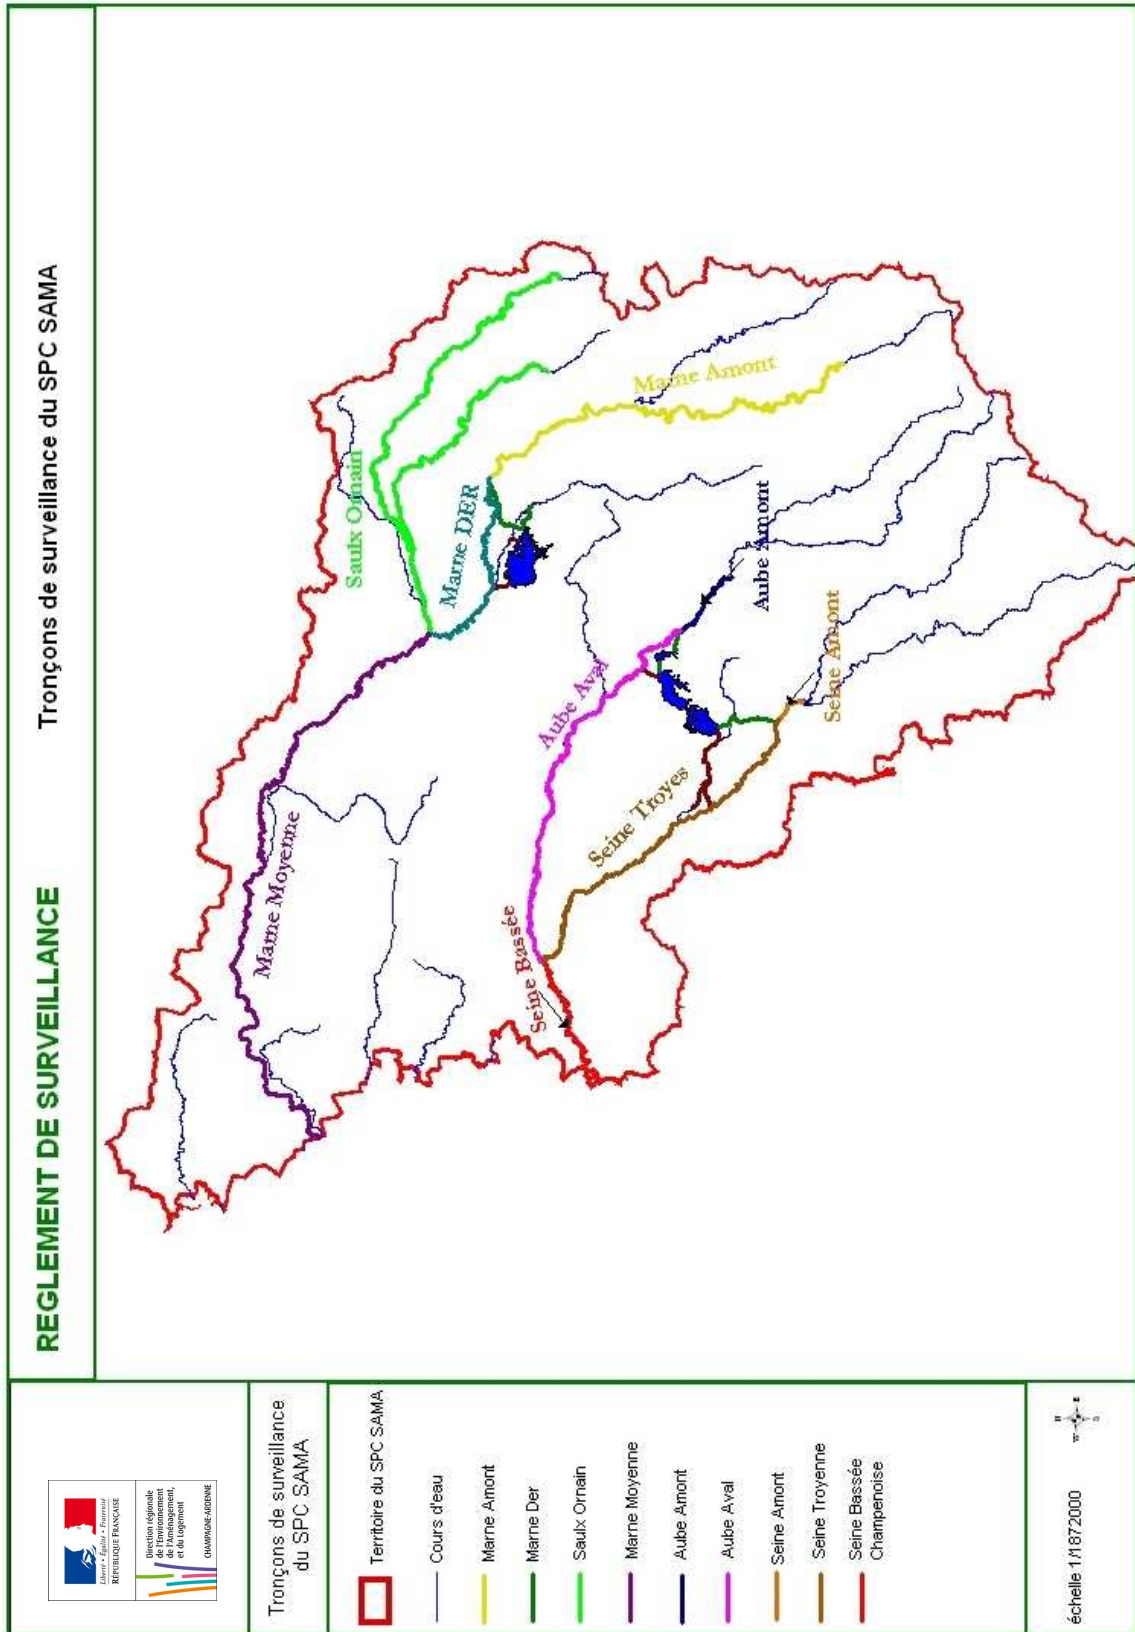 REGLEMENT DE SURVEILLANCE
Tronçons de surveillance du SPC SAMA
Liberté • Égalité • Fraternité
RÉPUBLIQUE FRANÇAISE
Direction régionale
de l'Environnement
de l'Aménagement,
et du Logement
CHAMPAGNE-ARDENNE
Tronçons de surveillance
du SPC SAMA
Territoire du SPC SAMA
Cours d'eau
Marne Amont
Marne Der
Saulx Ornain
Marne Moyenne
Aube Amont
Aube Aval
Seine Amont
Seine Troyenne
Seine Bassée
Champenoise
échelle 1/1872000
N
W
E
S
Saulx Ornain
Marne Amont
Marne DER
Marne Moyenne
Aube Amont
Aube Aval
Seine Amont
Seine Troyes
Seine Bassée